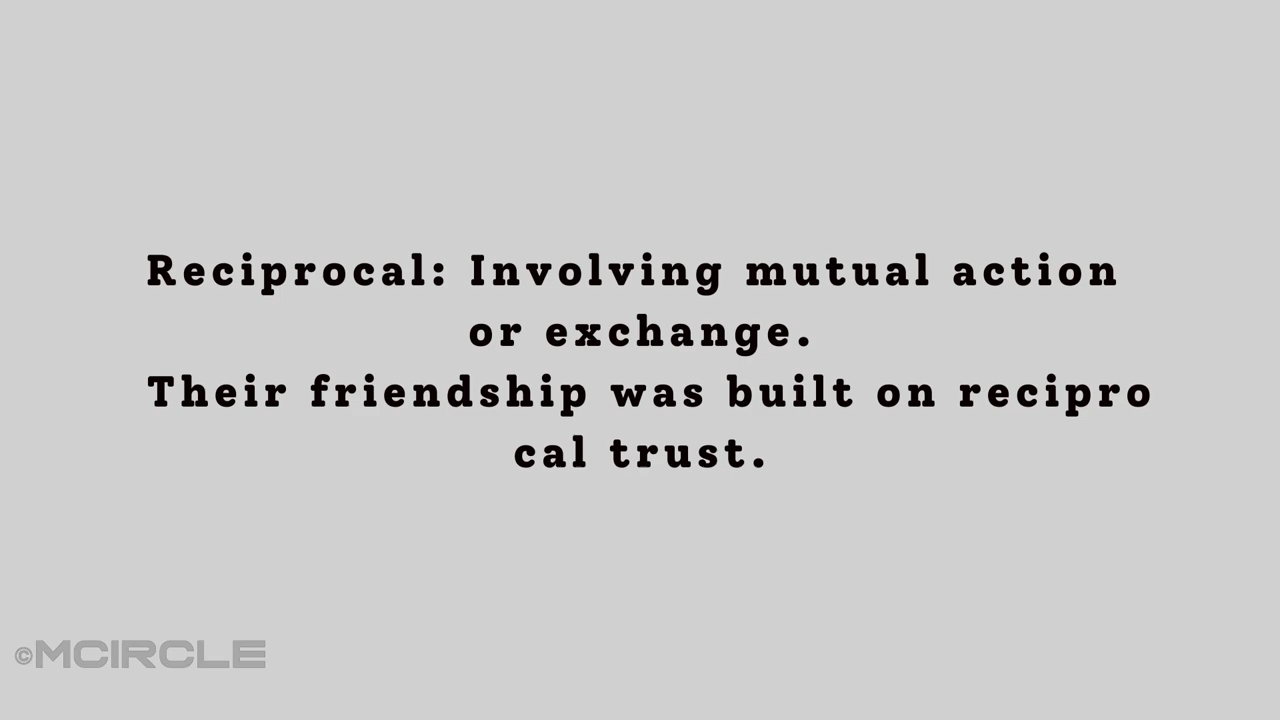 Reciprocal: Involving mutual action
or exchange.
Their friendship was built on recipro
cal trust.
©MCIRCLE